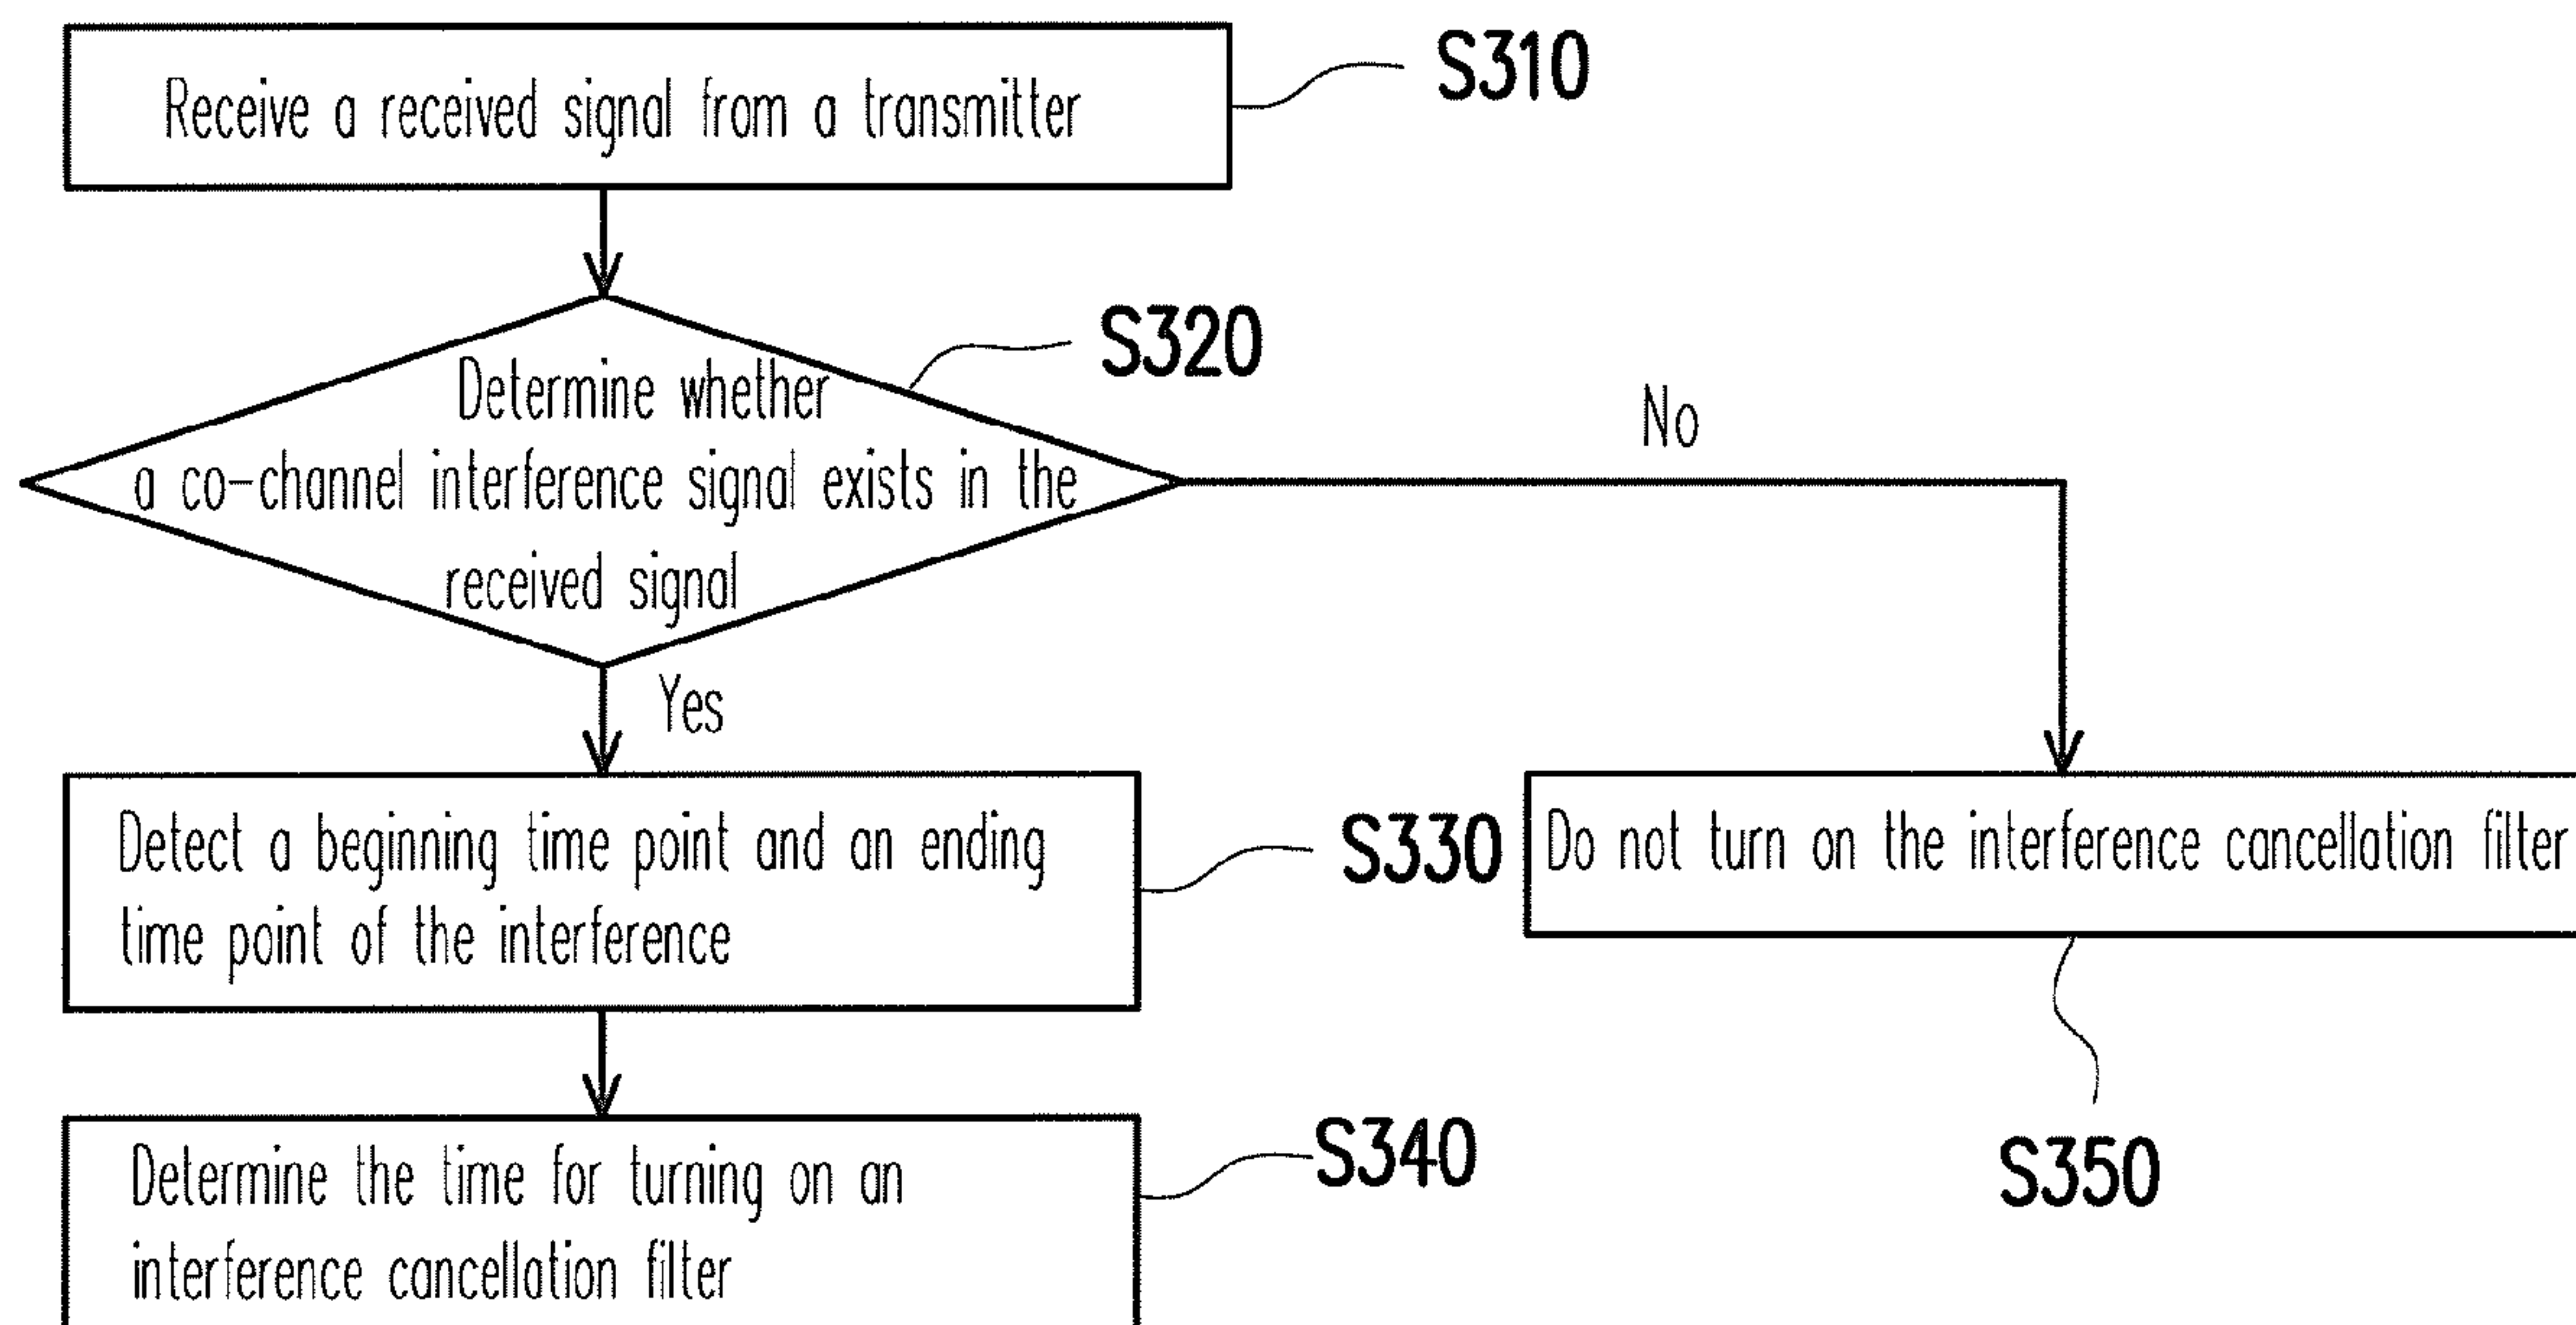 Receive a received signal from a transmitter
S310
Determine whether
a co-channel interference signal exists in the
received signal
S320
No
Yes
Detect a beginning time point and an ending
time point of the interference
S330
Do not turn on the interference cancellation filter
S350
Determine the time for turning on an
interference cancellation filter
S340